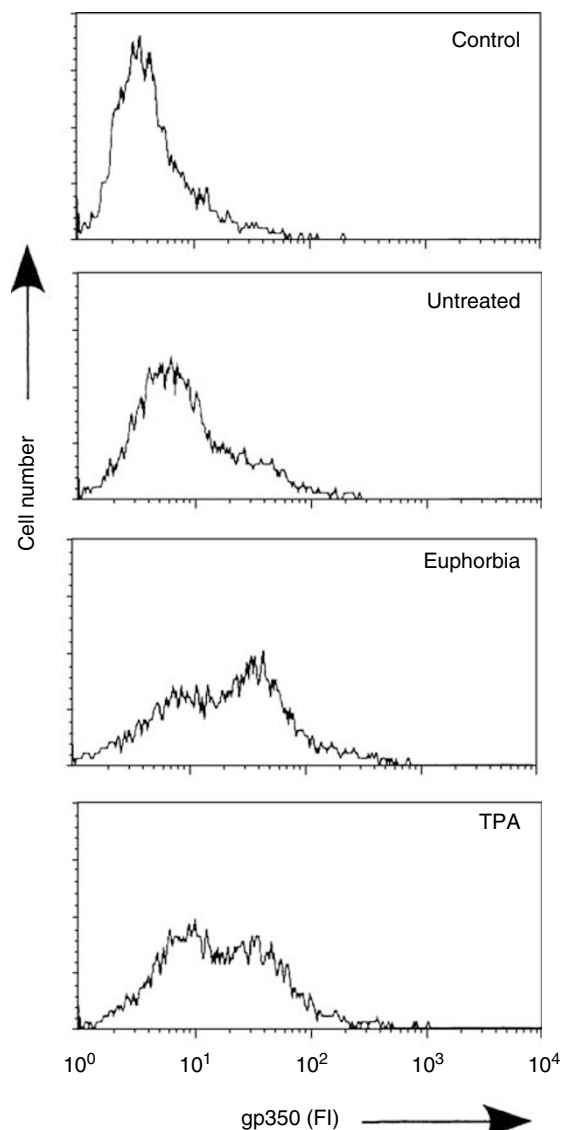 Control
Untreated
Cell number
Euphorbia
TPA
10⁰ 10¹ 10² 10³ 10⁴
gp350 (FI)